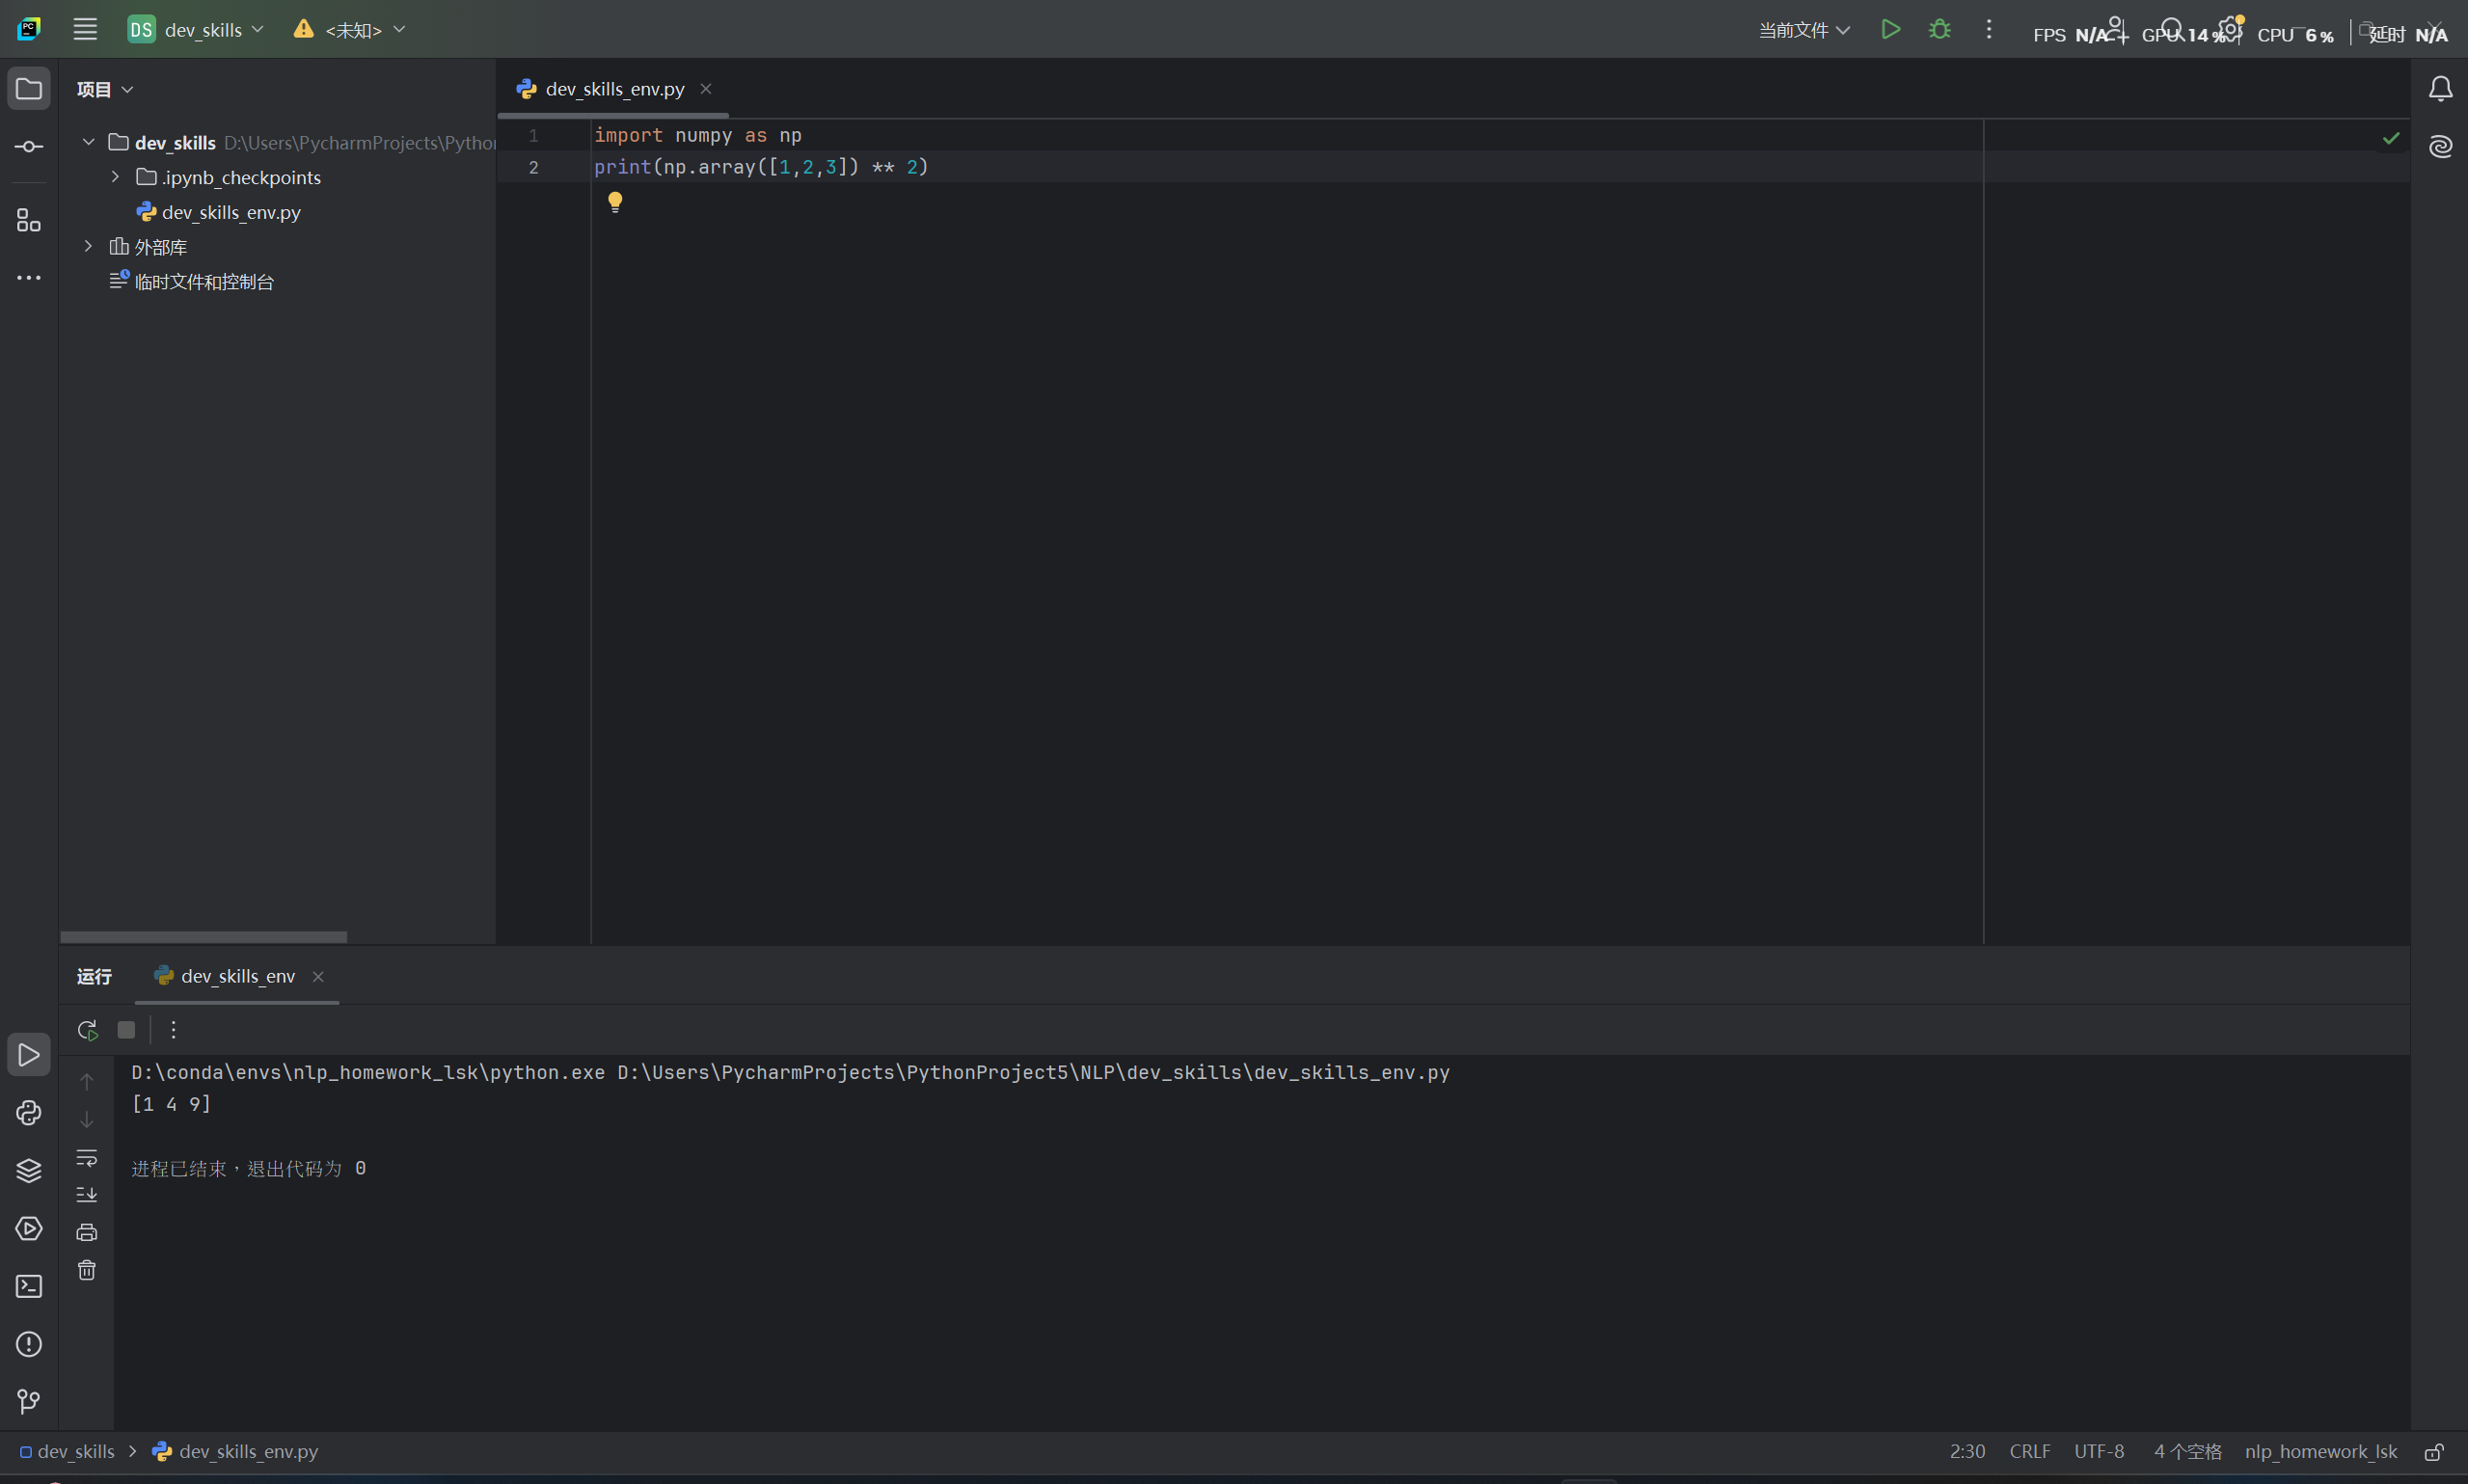 DS dev_skills <未知> 当前文件 FPS N/A GPU 14% CPU 6% 延时 N/A
项目
dev_skills D:\Users\PycharmProjects\Pytho
.ipynb_checkpoints
dev_skills_env.py
外部库
临时文件和控制台
dev_skills_env.py
1 import numpy as np
2 print(np.array([1,2,3]) ** 2)
运行 dev_skills_env
D:\conda\envs\nlp_homework_lsk\python.exe D:\Users\PycharmProjects\PythonProject5\NLP\dev_skills\dev_skills_env.py
[1 4 9]
进程已结束，退出代码为 0
dev_skills dev_skills_env.py 2:30 CRLF UTF-8 4 个空格 nlp_homework_lsk